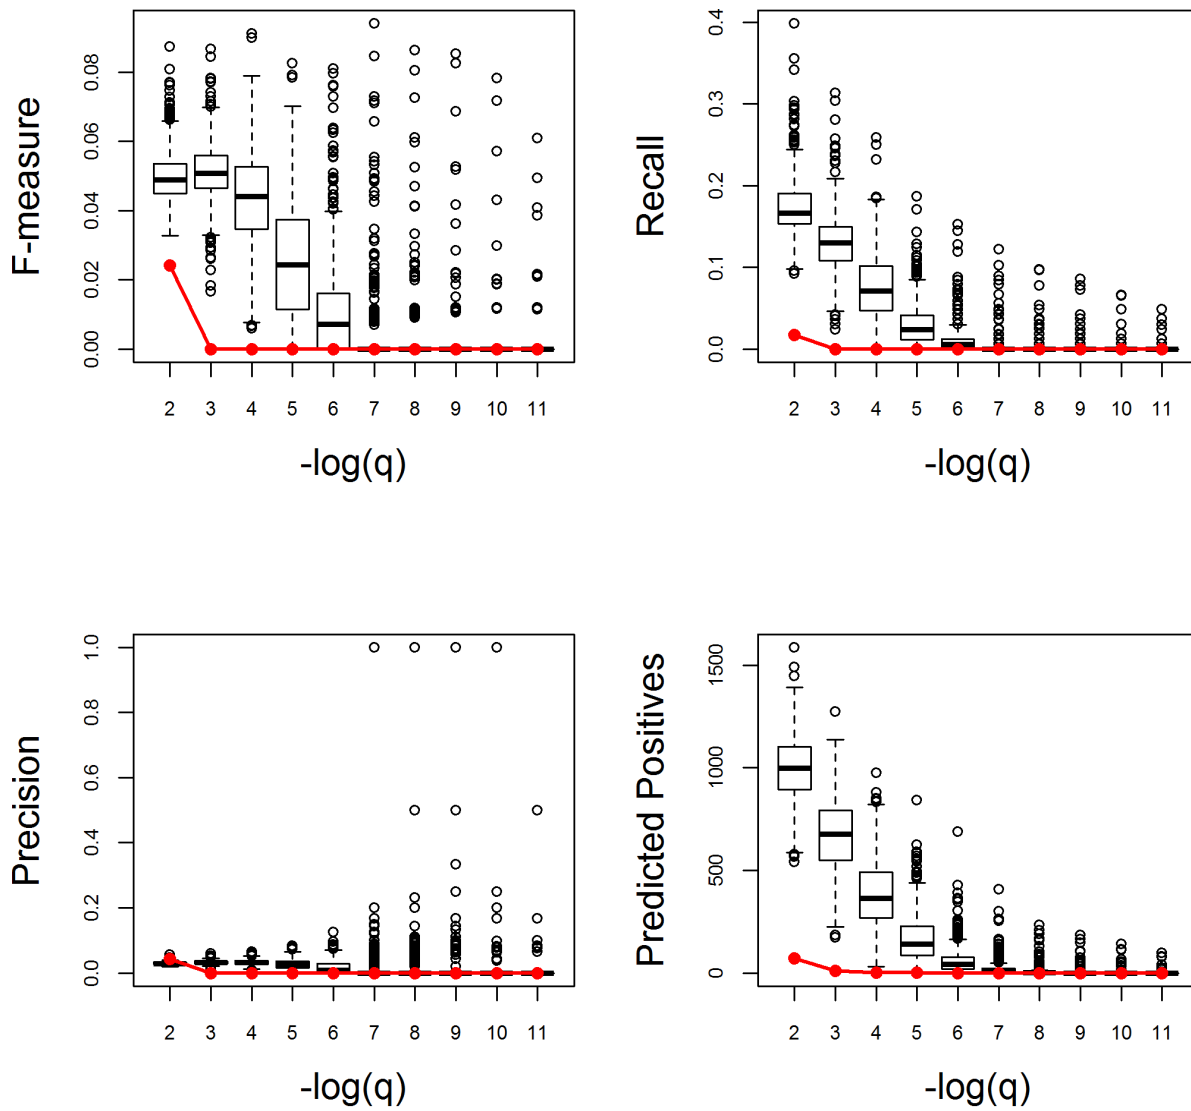 F-measure
0.00 0.02 0.04 0.06 0.08
2 3 4 5 6 7 8 9 10 11
-log(q)
Recall
0.0 0.1 0.2 0.3 0.4
2 3 4 5 6 7 8 9 10 11
-log(q)
Precision
0.0 0.2 0.4 0.6 0.8 1.0
2 3 4 5 6 7 8 9 10 11
-log(q)
Predicted Positives
0 500 1000 1500
2 3 4 5 6 7 8 9 10 11
-log(q)